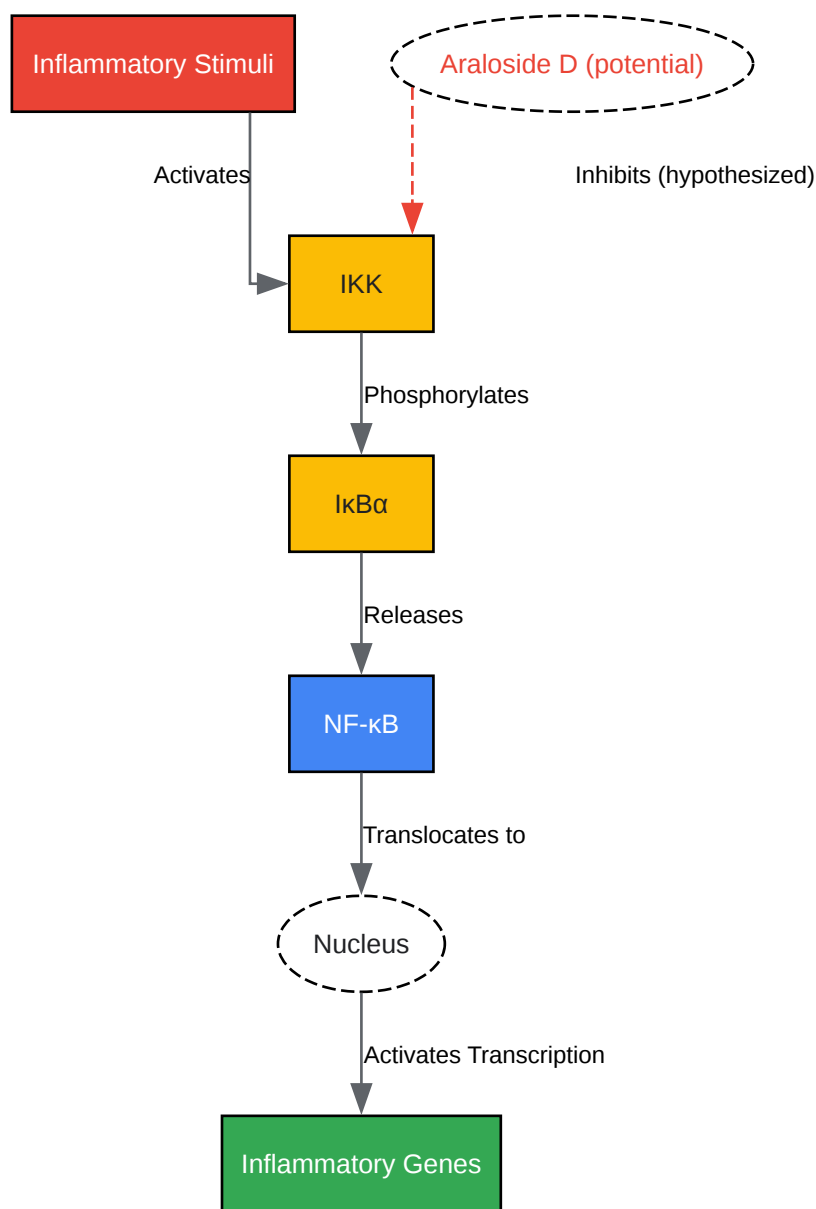 Inflammatory Stimuli
Araloside D (potential)
Activates
Inhibits (hypothesized)
IKK
Phosphorylates
IκBα
Releases
NF-κB
Translocates to
Nucleus
Activates Transcription
Inflammatory Genes